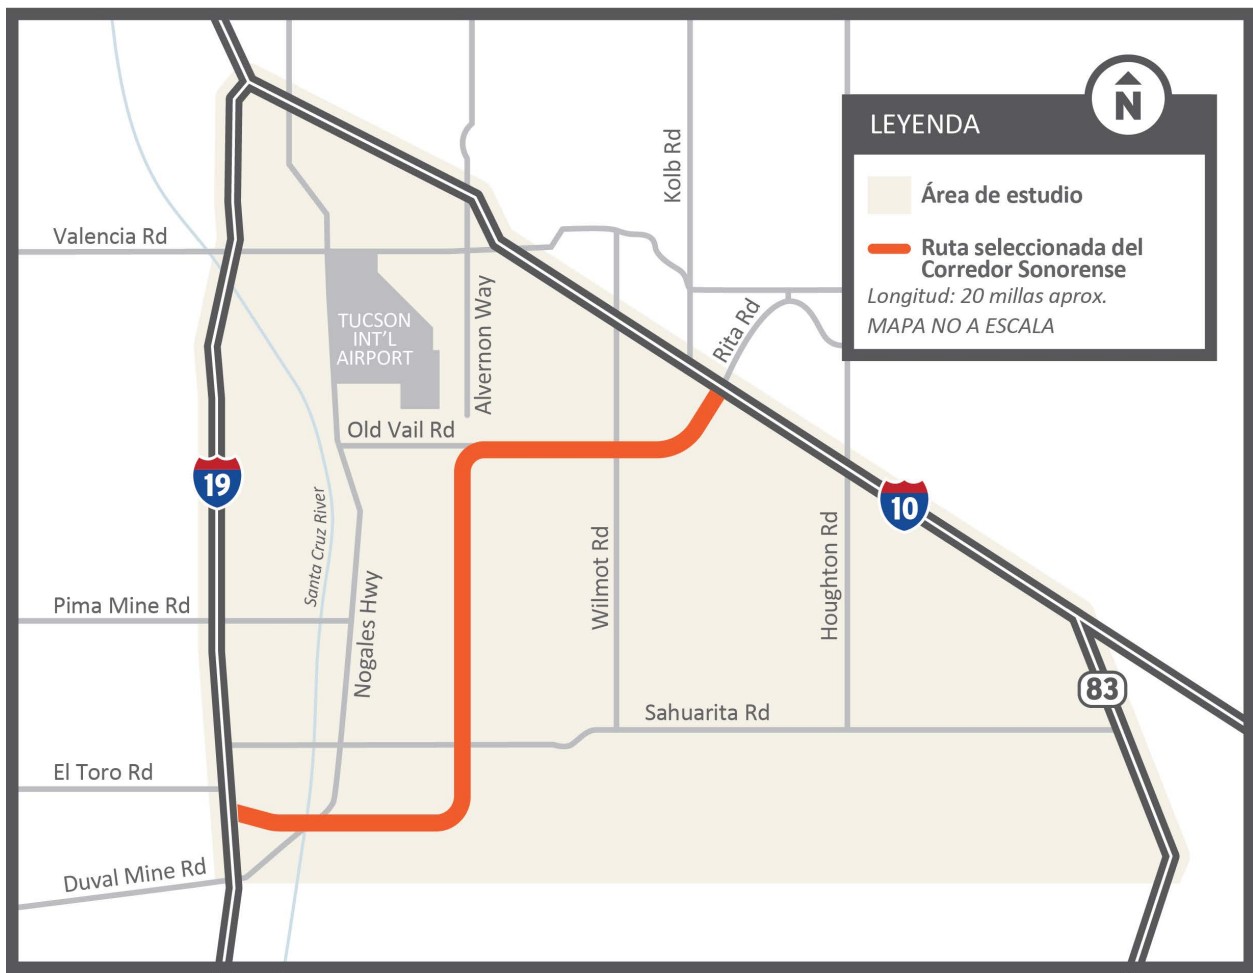 N
LEYENDA
Área de estudio
Ruta seleccionada del
Corredor Sonorense
Longitud: 20 millas aprox.
MAPA NO A ESCALA
Kolb Rd
Valencia Rd
TUCSON
INT'L
AIRPORT
Alvernon Way
Rita Rd
Old Vail Rd
19
10
Santa Cruz River
Wilmot Rd
Houghton Rd
Pima Mine Rd
Nogales Hwy
83
Sahuarita Rd
El Toro Rd
Duval Mine Rd